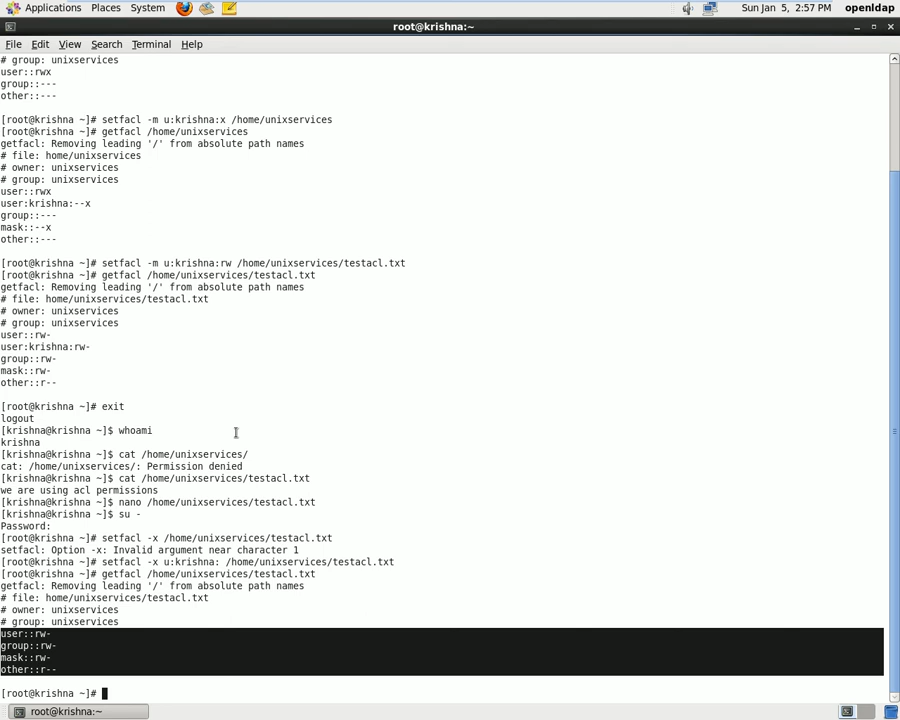 Applications Places System Sun Jan 5, 2:57 PM openldap
root@krishna:~
File Edit View Search Terminal Help
# group: unixservices
user::rwx
group::---
other::---
[root@krishna ~]# setfacl -m u:krishna:x /home/unixservices
[root@krishna ~]# getfacl /home/unixservices
getfacl: Removing leading '/' from absolute path names
# file: home/unixservices
# owner: unixservices
# group: unixservices
user::rwx
user:krishna:--x
group::---
mask::--x
other::---
[root@krishna ~]# setfacl -m u:krishna:rw /home/unixservices/testacl.txt
[root@krishna ~]# getfacl /home/unixservices/testacl.txt
getfacl: Removing leading '/' from absolute path names
# file: home/unixservices/testacl.txt
# owner: unixservices
# group: unixservices
user::rw-
user:krishna:rw-
group::rw-
mask::rw-
other::r--
[root@krishna ~]# exit
logout
[krishna@krishna ~]$ whoami
krishna
[krishna@krishna ~]$ cat /home/unixservices/
cat: /home/unixservices/: Permission denied
[krishna@krishna ~]$ cat /home/unixservices/testacl.txt
we are using acl permissions
[krishna@krishna ~]$ nano /home/unixservices/testacl.txt
[krishna@krishna ~]$ su -
Password:
[root@krishna ~]# setfacl -x /home/unixservices/testacl.txt
setfacl: Option -x: Invalid argument near character 1
[root@krishna ~]# setfacl -x u:krishna: /home/unixservices/testacl.txt
[root@krishna ~]# getfacl /home/unixservices/testacl.txt
getfacl: Removing leading '/' from absolute path names
# file: home/unixservices/testacl.txt
# owner: unixservices
# group: unixservices
user::rw-
group::rw-
mask::rw-
other::r--
[root@krishna ~]#
root@krishna:~